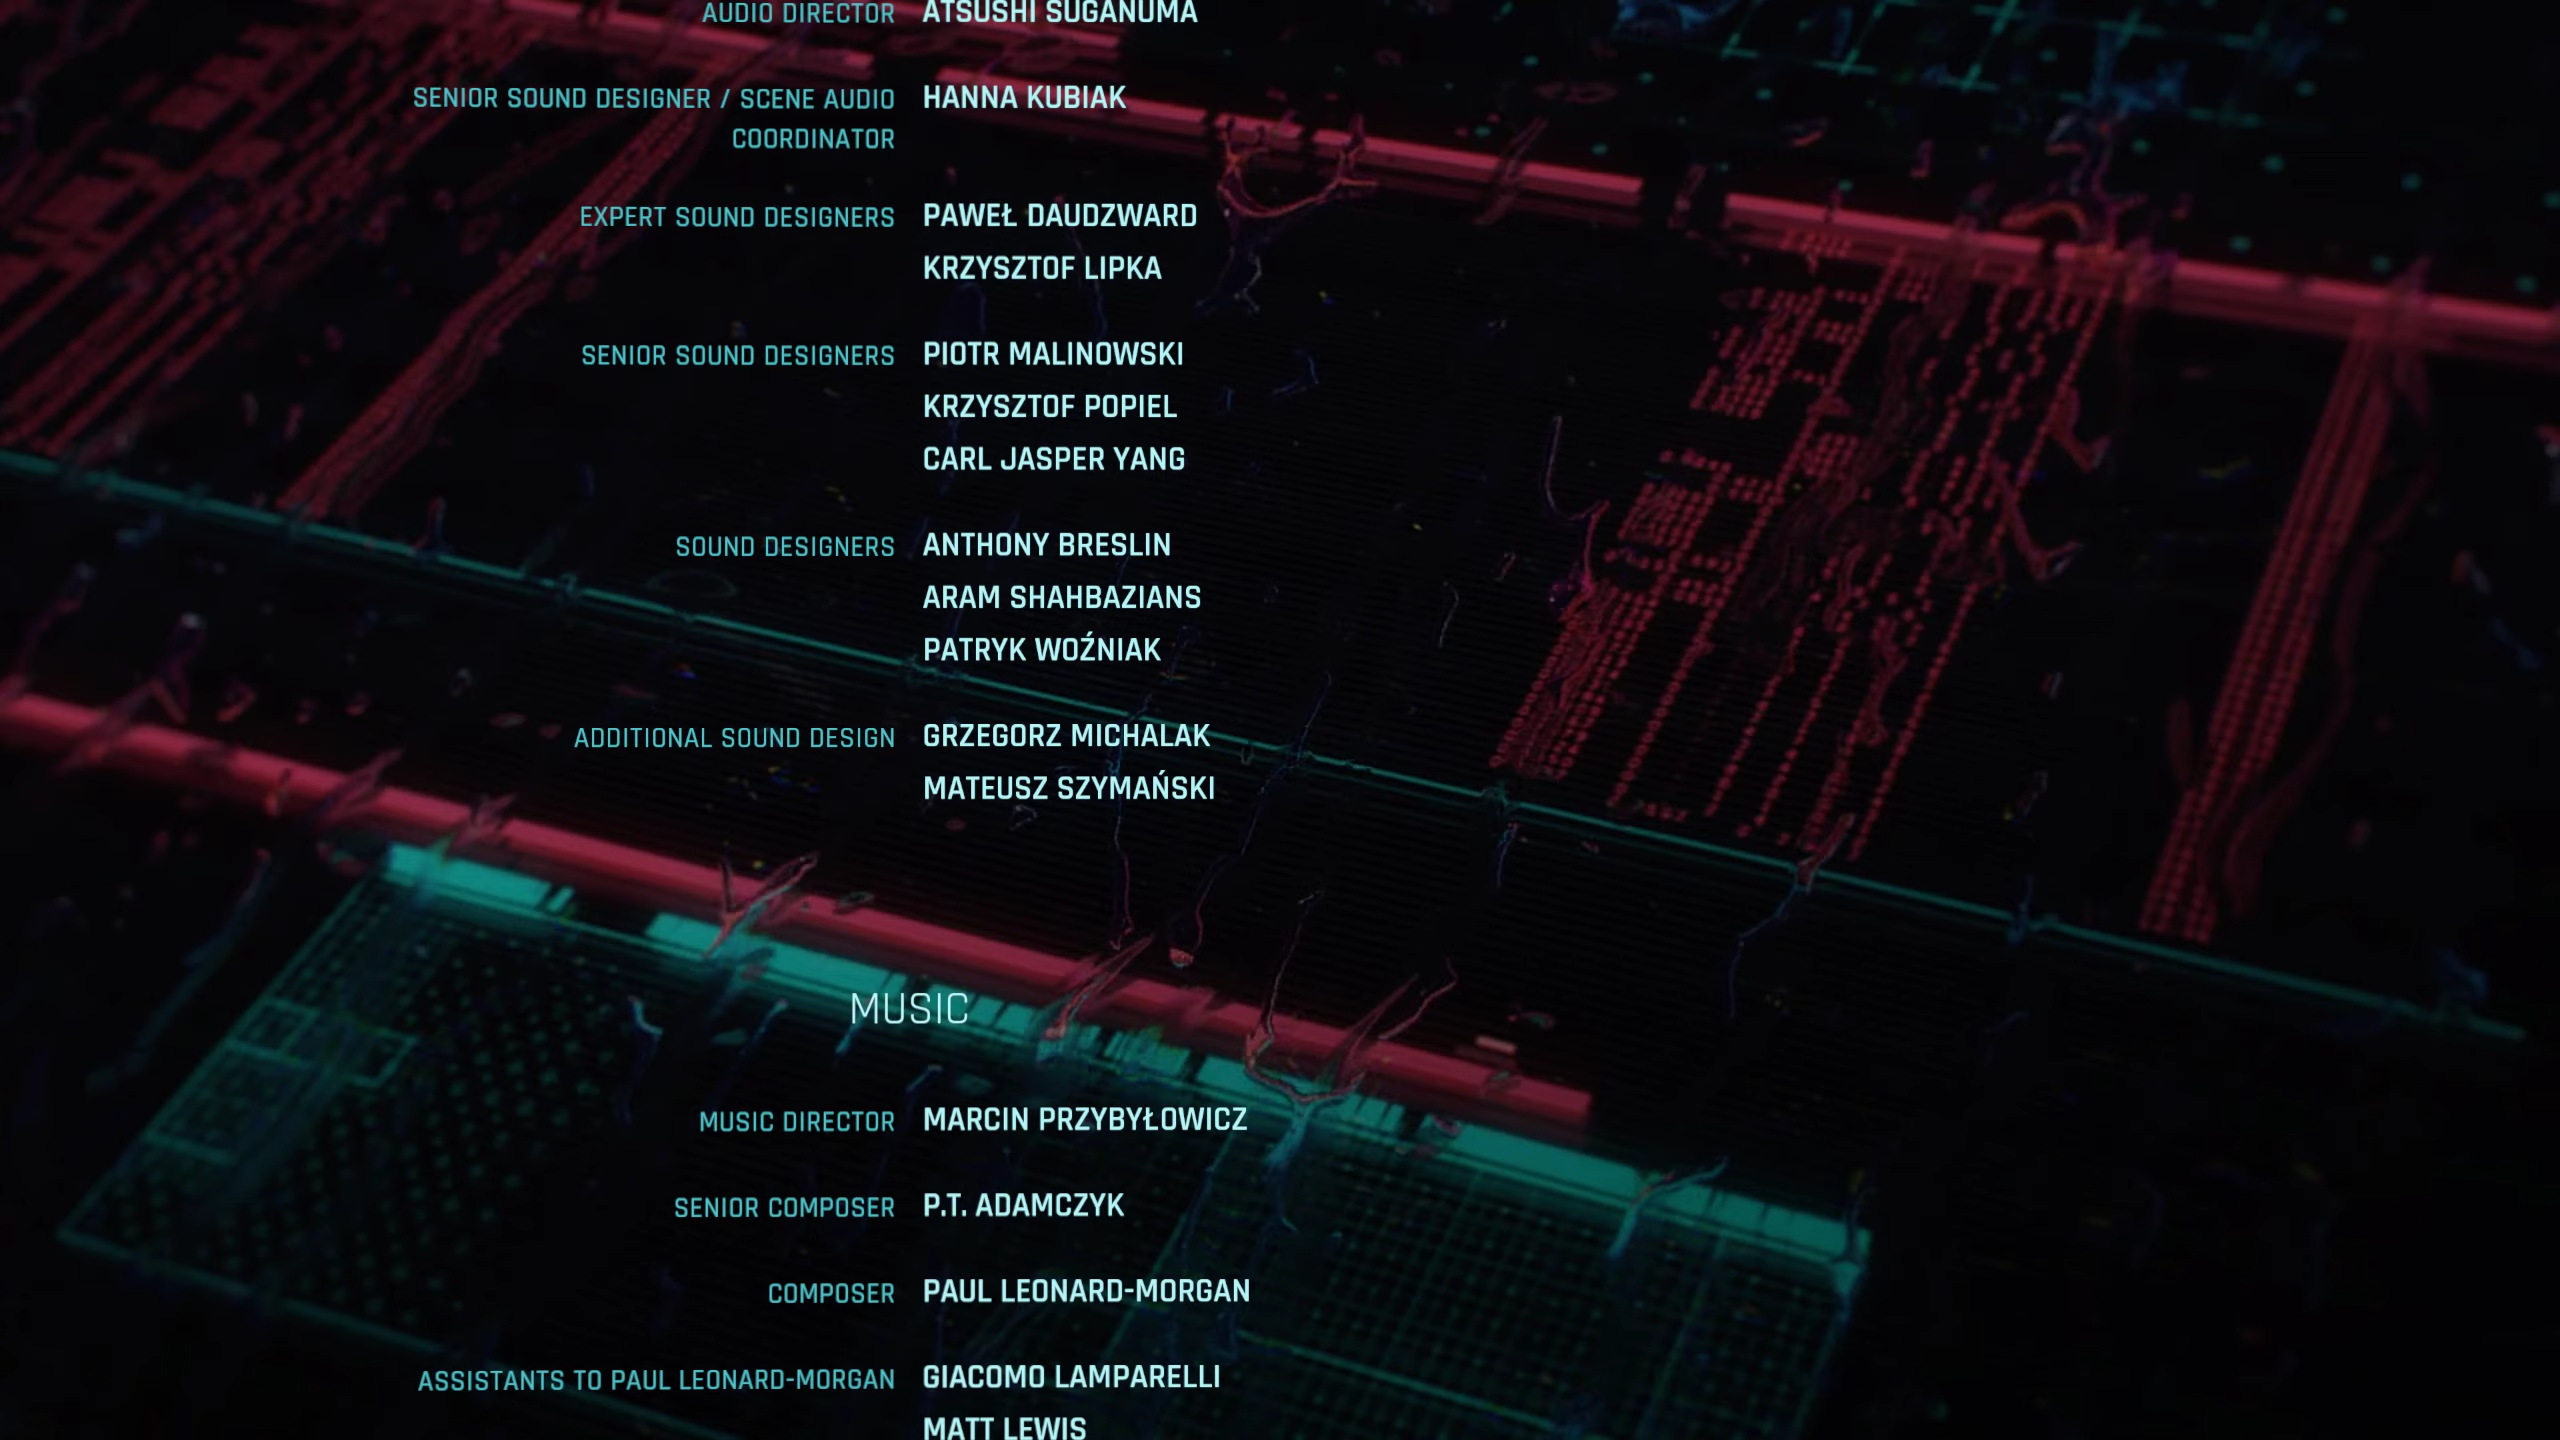 AUDIO DIRECTOR ATSUSHI SUGANUMA
SENIOR SOUND DESIGNER / SCENE AUDIO HANNA KUBIAK
COORDINATOR
EXPERT SOUND DESIGNERS PAWEŁ DAUDZWARD
KRZYSZTOF LIPKA
SENIOR SOUND DESIGNERS PIOTR MALINOWSKI
KRZYSZTOF POPIEL
CARL JASPER YANG
SOUND DESIGNERS ANTHONY BRESLIN
ARAM SHAHBAZIANS
PATRYK WOŹNIAK
ADDITIONAL SOUND DESIGN GRZEGORZ MICHALAK
MATEUSZ SZYMAŃSKI
MUSIC
MUSIC DIRECTOR MARCIN PRZYBYŁOWICZ
SENIOR COMPOSER P.T. ADAMCZYK
COMPOSER PAUL LEONARD-MORGAN
ASSISTANTS TO PAUL LEONARD-MORGAN GIACOMO LAMPARELLI
MATT LEWIS